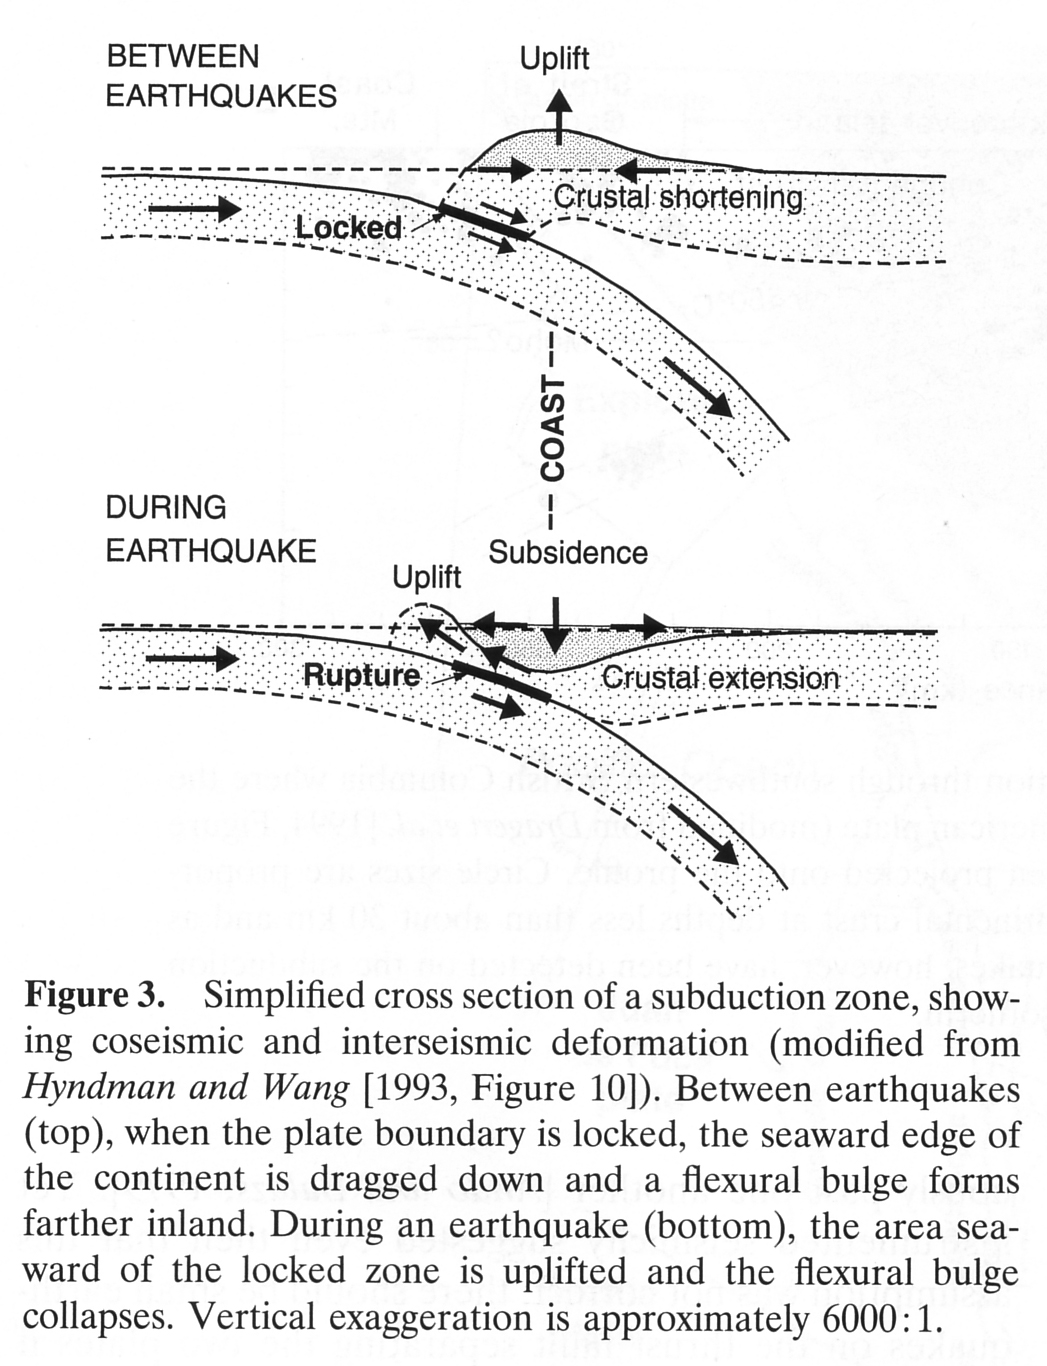 BETWEEN
EARTHQUAKES
Uplift
Crustal shortening
Locked
COAST
DURING
EARTHQUAKE
Subsidence
Uplift
Rupture
Crustal extension
Figure 3. Simplified cross section of a subduction zone, show-
ing coseismic and interseismic deformation (modified from
Hyndman and Wang [1993, Figure 10]). Between earthquakes
(top), when the plate boundary is locked, the seaward edge of
the continent is dragged down and a flexural bulge forms
farther inland. During an earthquake (bottom), the area sea-
ward of the locked zone is uplifted and the flexural bulge
collapses. Vertical exaggeration is approximately 6000:1.